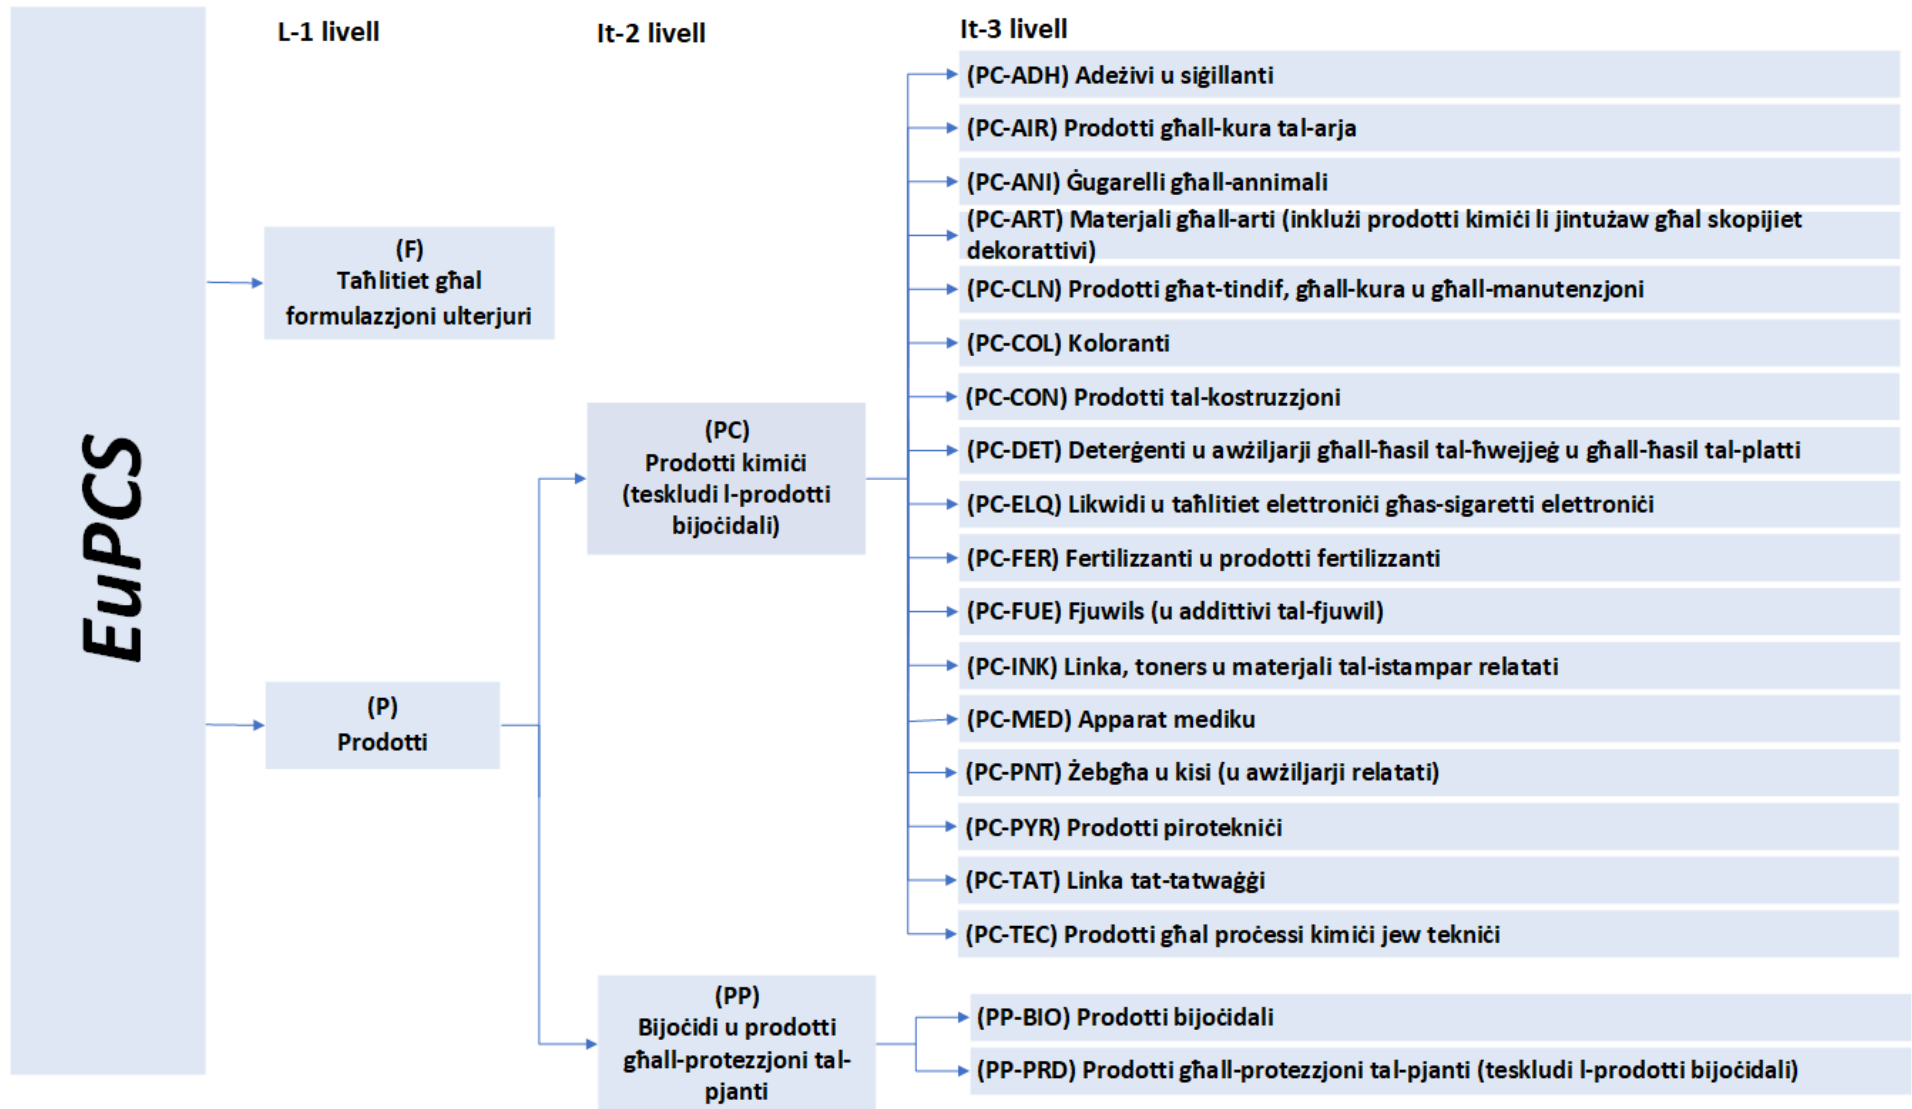 EuPCS
L-1 livell
It-2 livell
It-3 livell
(F)
Taħlitiet għal
formulazzjoni ulterjuri
(P)
Prodotti
(PC)
Prodotti kimiċi
(teskludi l-prodotti
bijoċidali)
(PP)
Bijoċidi u prodotti
għall-protezzjoni tal-
pjanti
(PC-ADH) Adeżivi u siġillanti
(PC-AIR) Prodotti għall-kura tal-arja
(PC-ANI) Ġugarelli għall-annimali
(PC-ART) Materjali għall-arti (inklużi prodotti kimiċi li jintużaw għal skopijiet
dekorattivi)
(PC-CLN) Prodotti għat-tindif, għall-kura u għall-manutenzjoni
(PC-COL) Koloranti
(PC-CON) Prodotti tal-kostruzzjoni
(PC-DET) Deterġenti u awżiljarji għall-ħasil tal-ħwejjeġ u għall-ħasil tal-platti
(PC-ELQ) Likwidi u taħlitiet elettroniċi għas-sigaretti elettroniċi
(PC-FER) Fertilizzanti u prodotti fertilizzanti
(PC-FUE) Fjuwils (u addittivi tal-fjuwil)
(PC-INK) Linka, toners u materjali tal-istampar relatati
(PC-MED) Apparat mediku
(PC-PNT) Żebgħa u kisi (u awżiljarji relatati)
(PC-PYR) Prodotti pirotekniċi
(PC-TAT) Linka tat-tatwaġġi
(PC-TEC) Prodotti għal proċessi kimiċi jew tekniċi
(PP-BIO) Prodotti bijoċidali
(PP-PRD) Prodotti għall-protezzjoni tal-pjanti (teskludi l-prodotti bijoċidali)